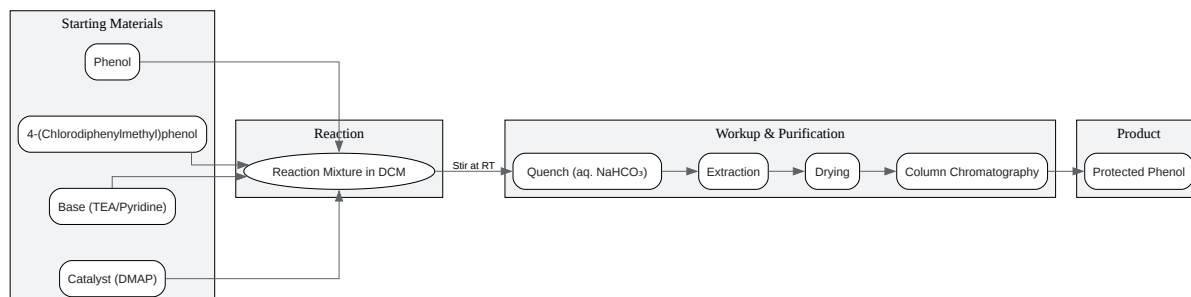 Starting Materials
Phenol
4-(Chlorodiphenylmethyl)phenol
Base (TEA/Pyridine)
Catalyst (DMAP)
Reaction
Reaction Mixture in DCM
Stir at RT
Workup & Purification
Quench (aq. NaHCO₃)
Extraction
Drying
Column Chromatography
Product
Protected Phenol